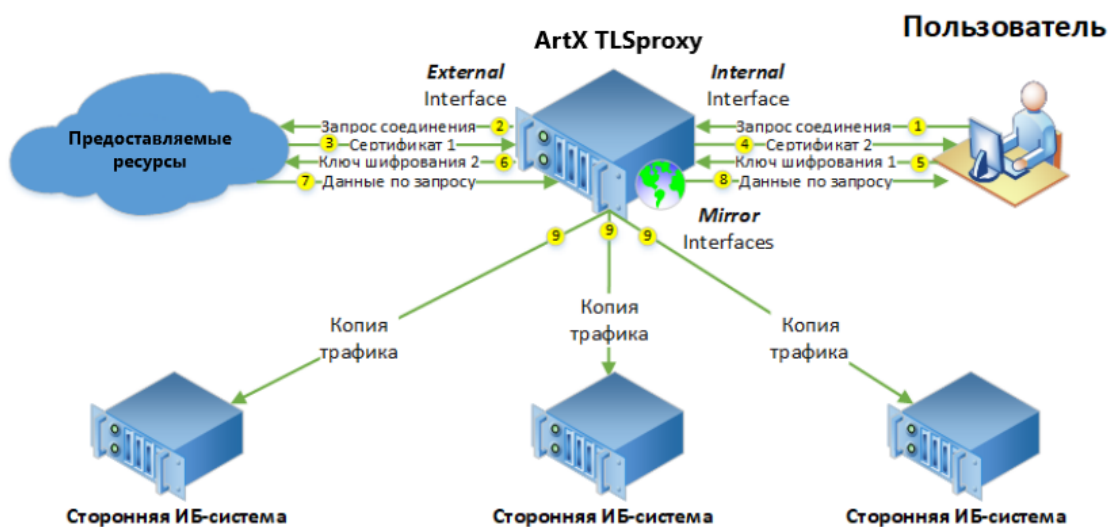 ArtX TLSproxy
Пользователь
External
Interface
Internal
Interface
Предоставляемые
ресурсы
Запрос соединения 2
3 Сертификат 1
Ключ шифрования 2 6
7 Данные по запросу
Запрос соединения 1
4 Сертификат 2
Ключ шифрования 1 5
8 Данные по запросу
Mirror
Interfaces
9
9
9
Копия
трафика
Копия
трафика
Копия
трафика
Сторонняя ИБ-система
Сторонняя ИБ-система
Сторонняя ИБ-система